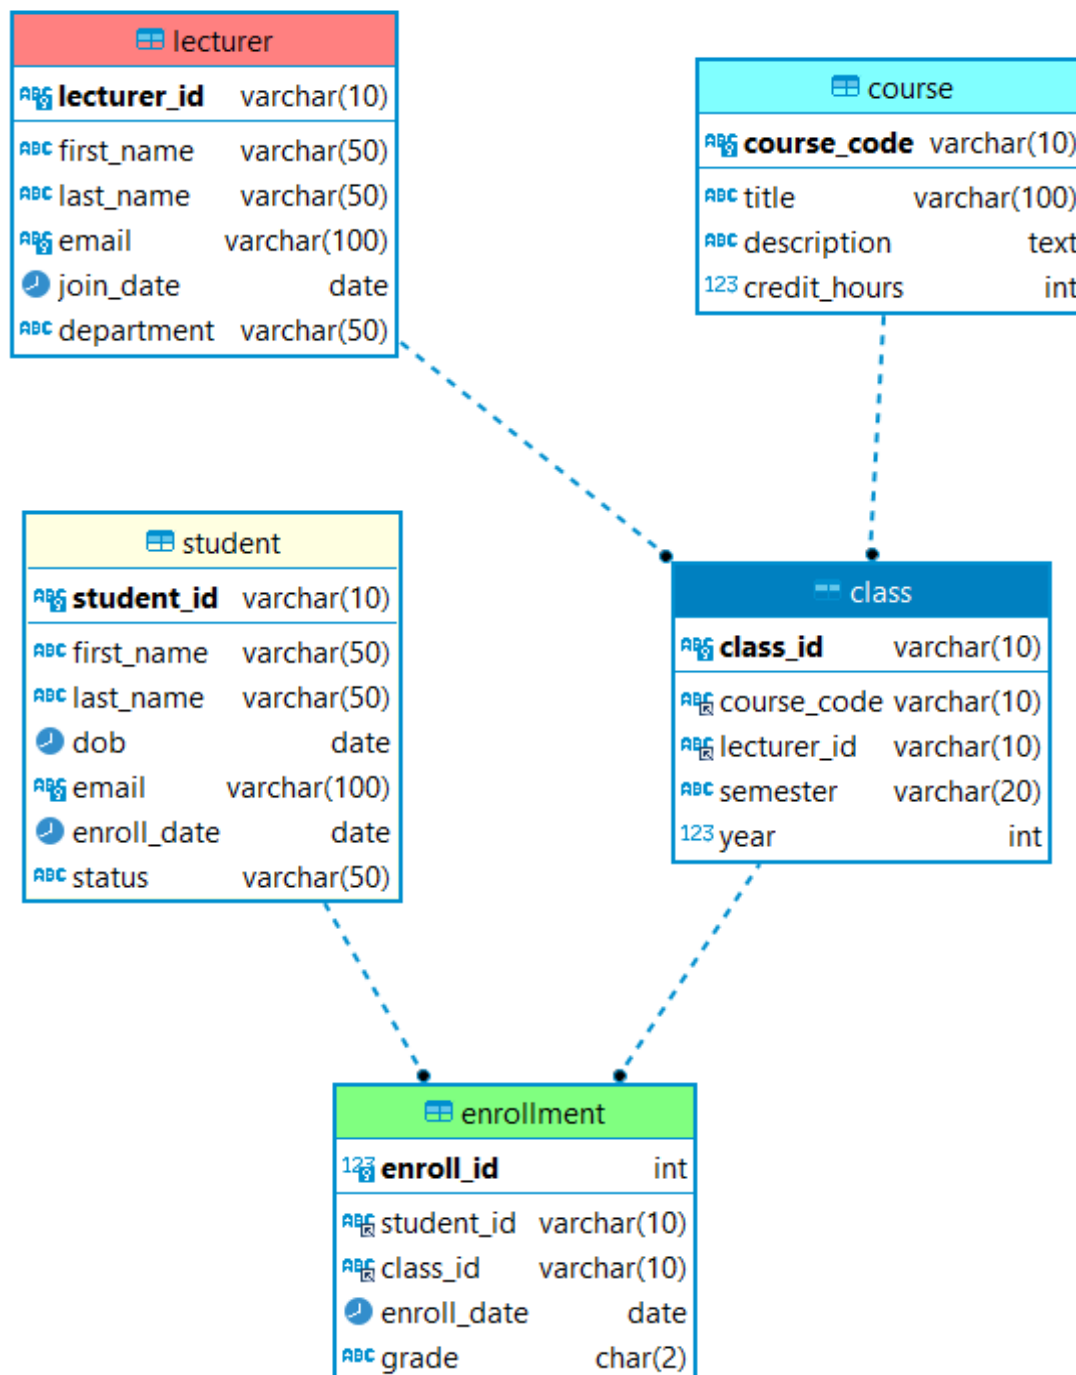 lecturer
lecturer_id varchar(10)
first_name varchar(50)
last_name varchar(50)
email varchar(100)
join_date date
department varchar(50)
course
course_code varchar(10)
title varchar(100)
description text
credit_hours int
student
student_id varchar(10)
first_name varchar(50)
last_name varchar(50)
dob date
email varchar(100)
enroll_date date
status varchar(50)
class
class_id varchar(10)
course_code varchar(10)
lecturer_id varchar(10)
semester varchar(20)
123 year int
enrollment
123 enroll_id int
student_id varchar(10)
class_id varchar(10)
enroll_date date
grade char(2)